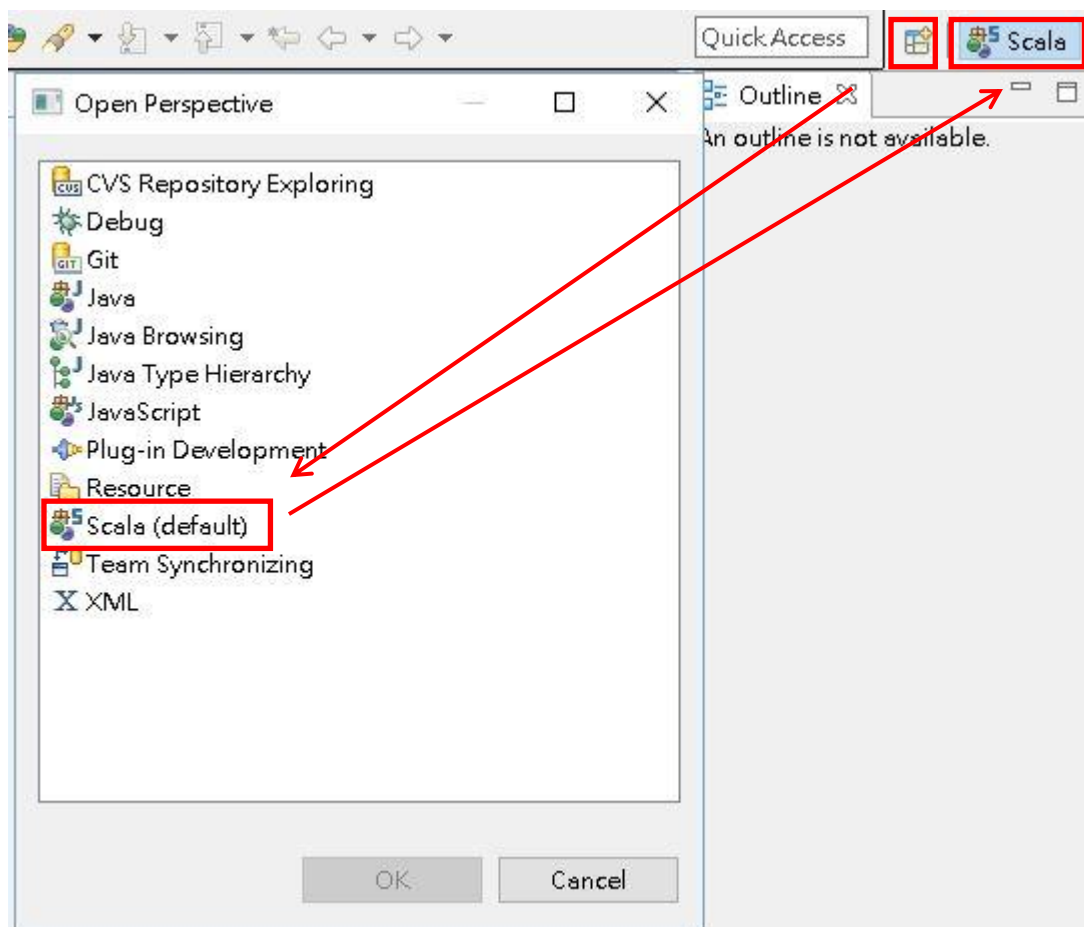 Quick Access
Scala
Open Perspective
Outline
An outline is not available.
CVS Repository Exploring
Debug
Git
Java
Java Browsing
Java Type Hierarchy
JavaScript
Plug-in Development
Resource
Scala (default)
Team Synchronizing
XML
OK
Cancel